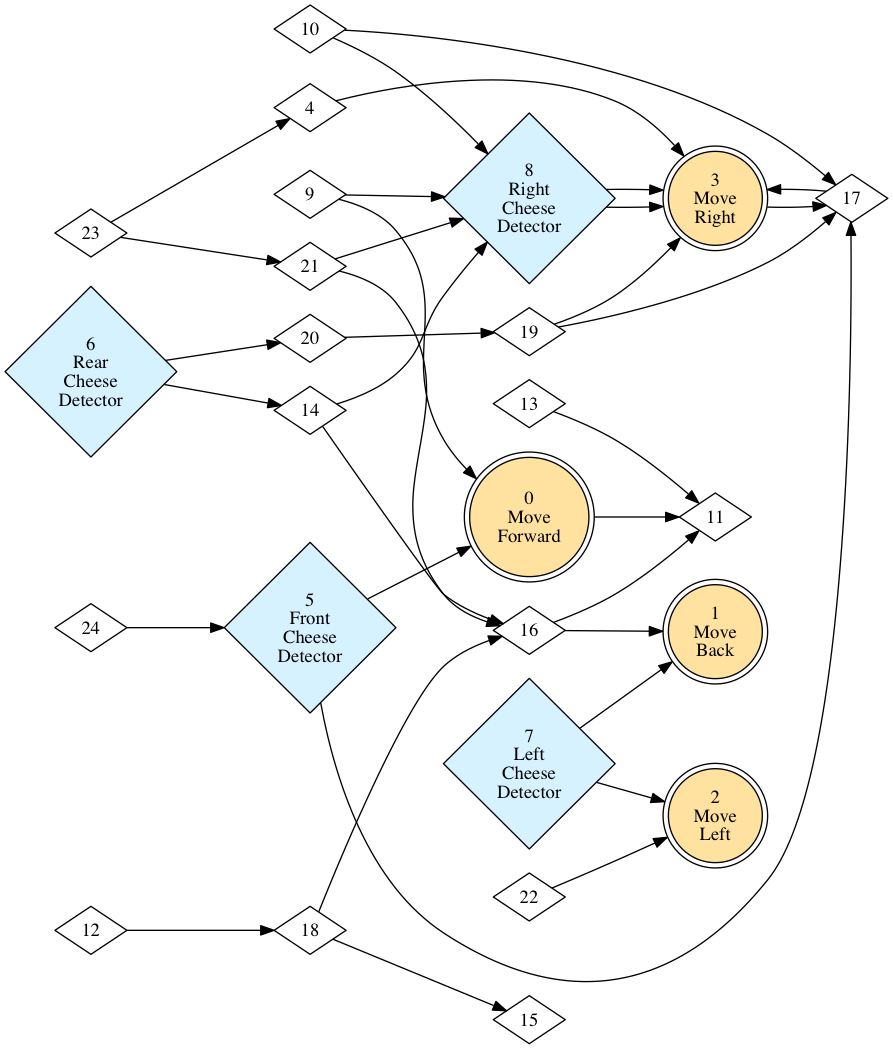 10
4
8
Right
Cheese
Detector
3
Move
Right
17
9
23
21
6
Rear
Cheese
Detector
20
19
14
13
0
Move
Forward
11
5
Front
Cheese
Detector
24
16
1
Move
Back
7
Left
Cheese
Detector
2
Move
Left
22
12
18
15